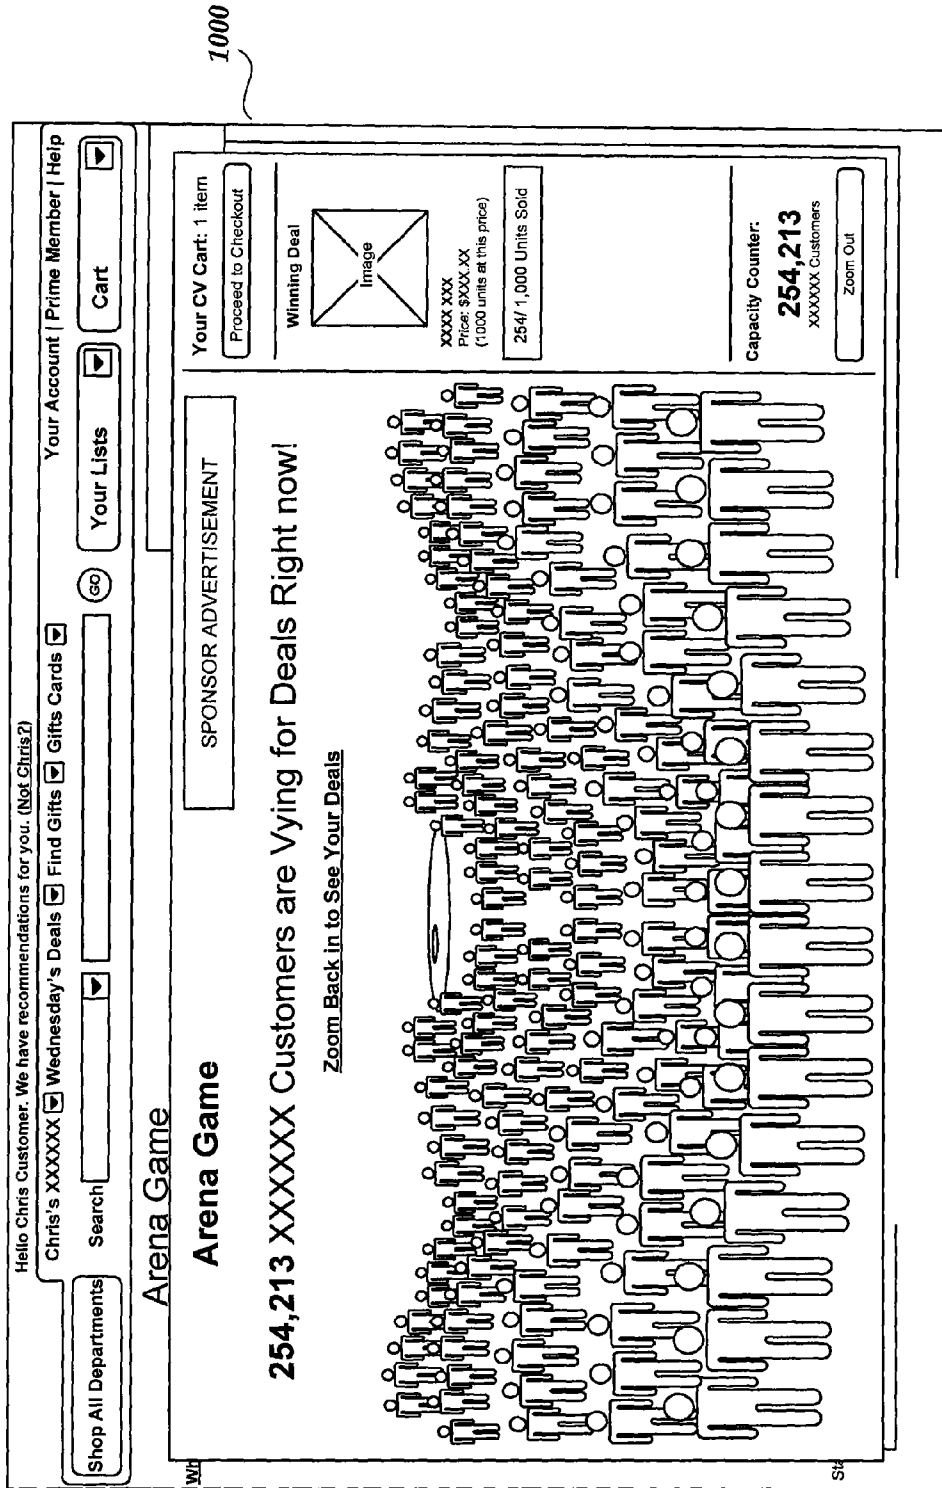 1000
Hello Chris Customer. We have recommendations for you. (Not Chris?)
Chris's XXXXXX Wednesday's Deals Find Gifts Gifts Cards Your Account | Prime Member | Help
Shop All Departments Search GO Your Lists Cart
Arena Game
Wh
Arena Game
SPONSOR ADVERTISEMENT
254,213 XXXXXX Customers are Vying for Deals Right now!
Zoom Back in to See Your Deals
Your CV Cart: 1 item
Proceed to Checkout
Winning Deal
Image
XXXX XXX
Price: $XXX.XX
(1000 units at this price)
254/ 1,000 Units Sold
Capacity Counter:
254,213
XXXXXX Customers
Zoom Out
Sta